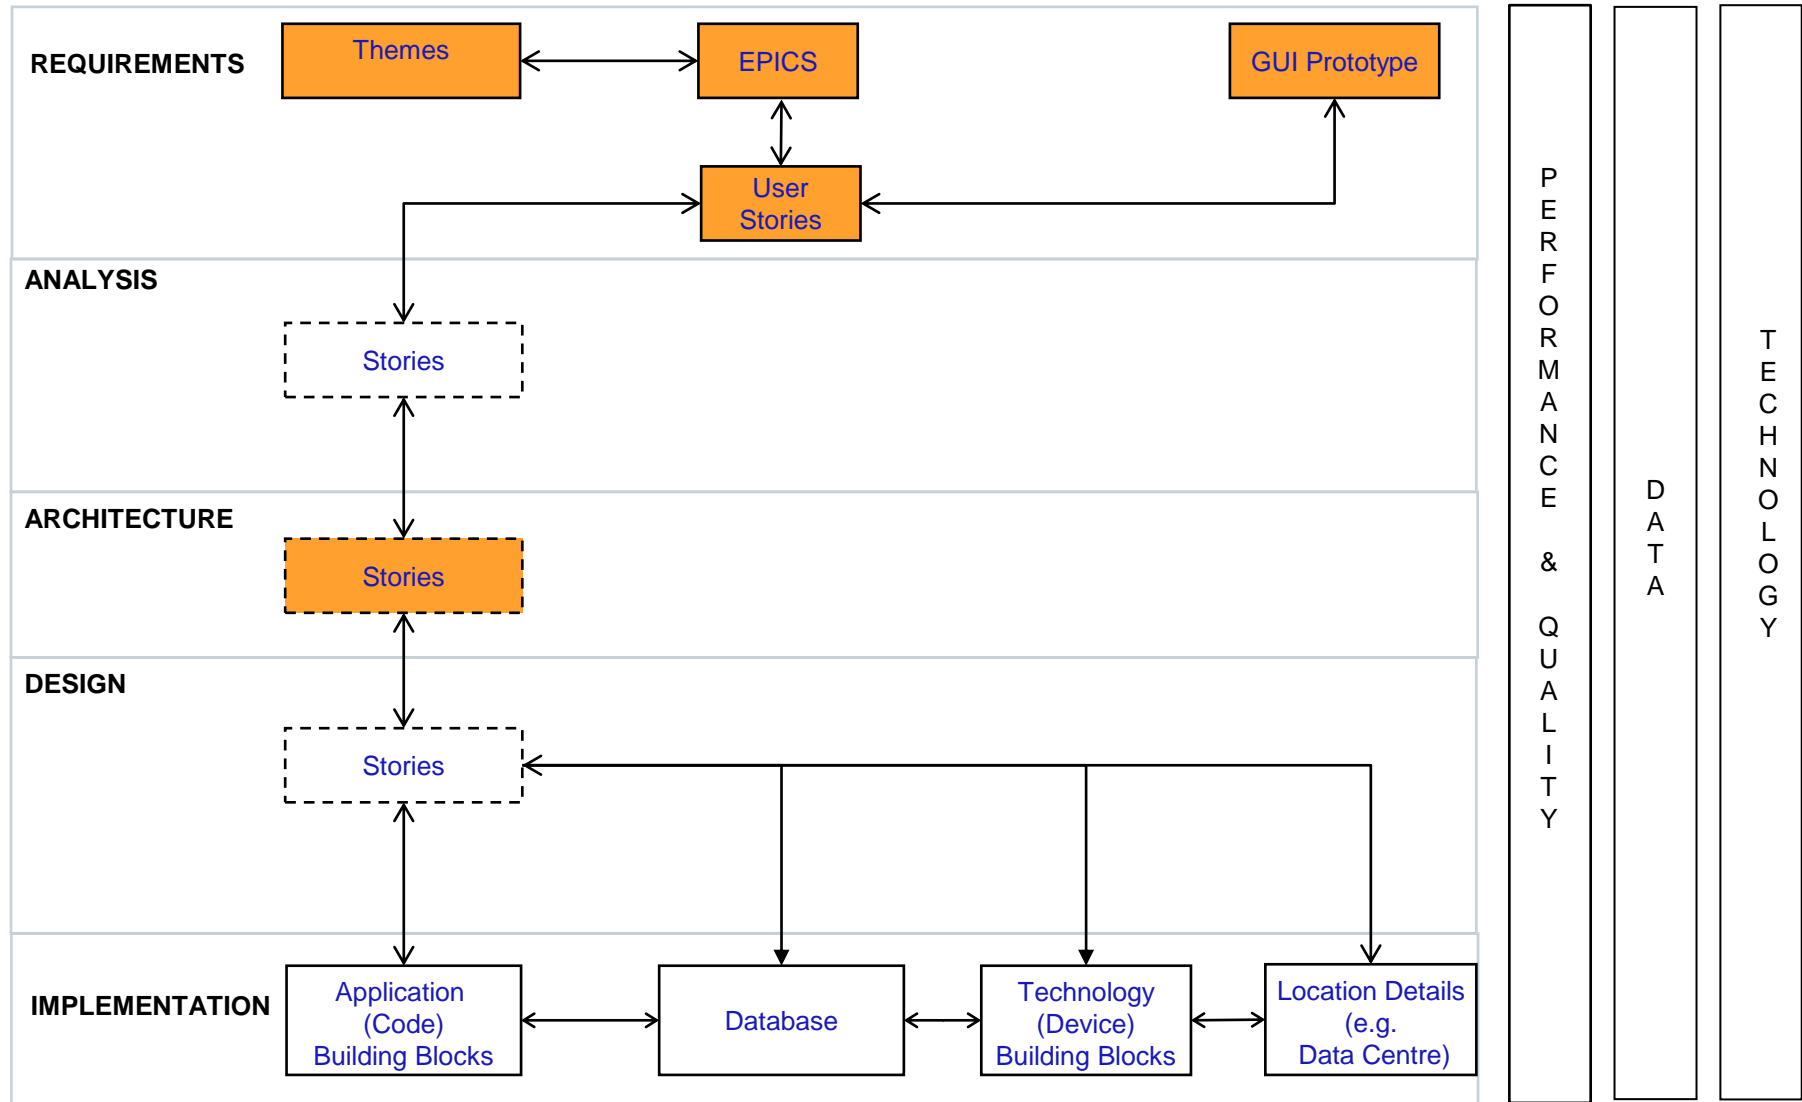 REQUIREMENTS
Themes
EPICS
GUI Prototype
User
Stories
ANALYSIS
Stories
ARCHITECTURE
Stories
DESIGN
Stories
IMPLEMENTATION
Application
(Code)
Building Blocks
Database
Technology
(Device)
Building Blocks
Location Details
(e.g.
Data Centre)
PERFORMANCE & QUALITY
DATA
TECHNOLOGY